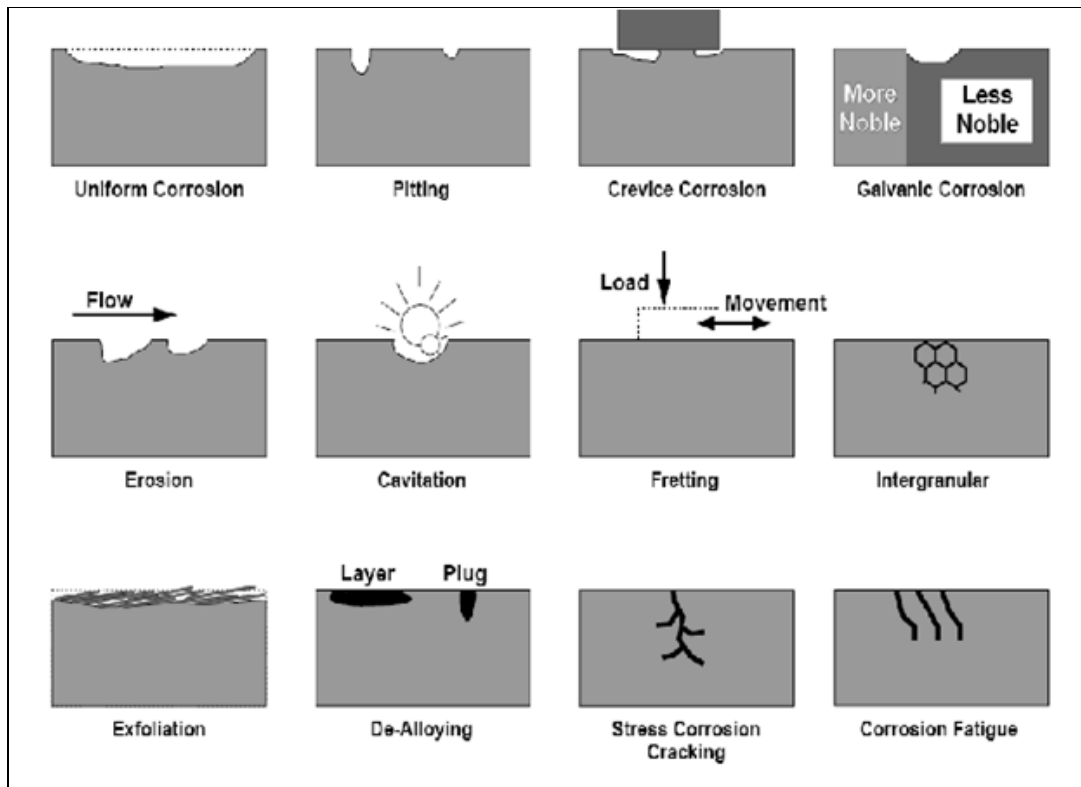 More
Noble
Less
Noble
Uniform Corrosion
Pitting
Crevice Corrosion
Galvanic Corrosion
Flow
Load
Movement
Erosion
Cavitation
Fretting
Intergranular
Layer
Plug
Exfoliation
De-Alloying
Stress Corrosion
Cracking
Corrosion Fatigue